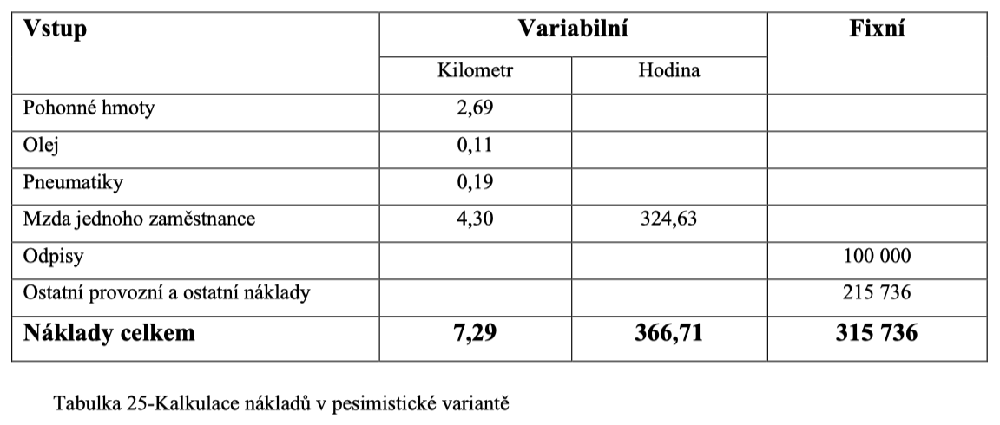 Vstup Variabilní Fixní
Kilometr Hodina
Pohonné hmoty 2,69
Olej 0,11
Pneumatiky 0,19
Mzda jednoho zaměstnance 4,30 324,63
Odpisy 100 000
Ostatní provozní a ostatní náklady 215 736
Náklady celkem 7,29 366,71 315 736
Tabulka 25-Kalkulace nákladů v pesimistické variantě